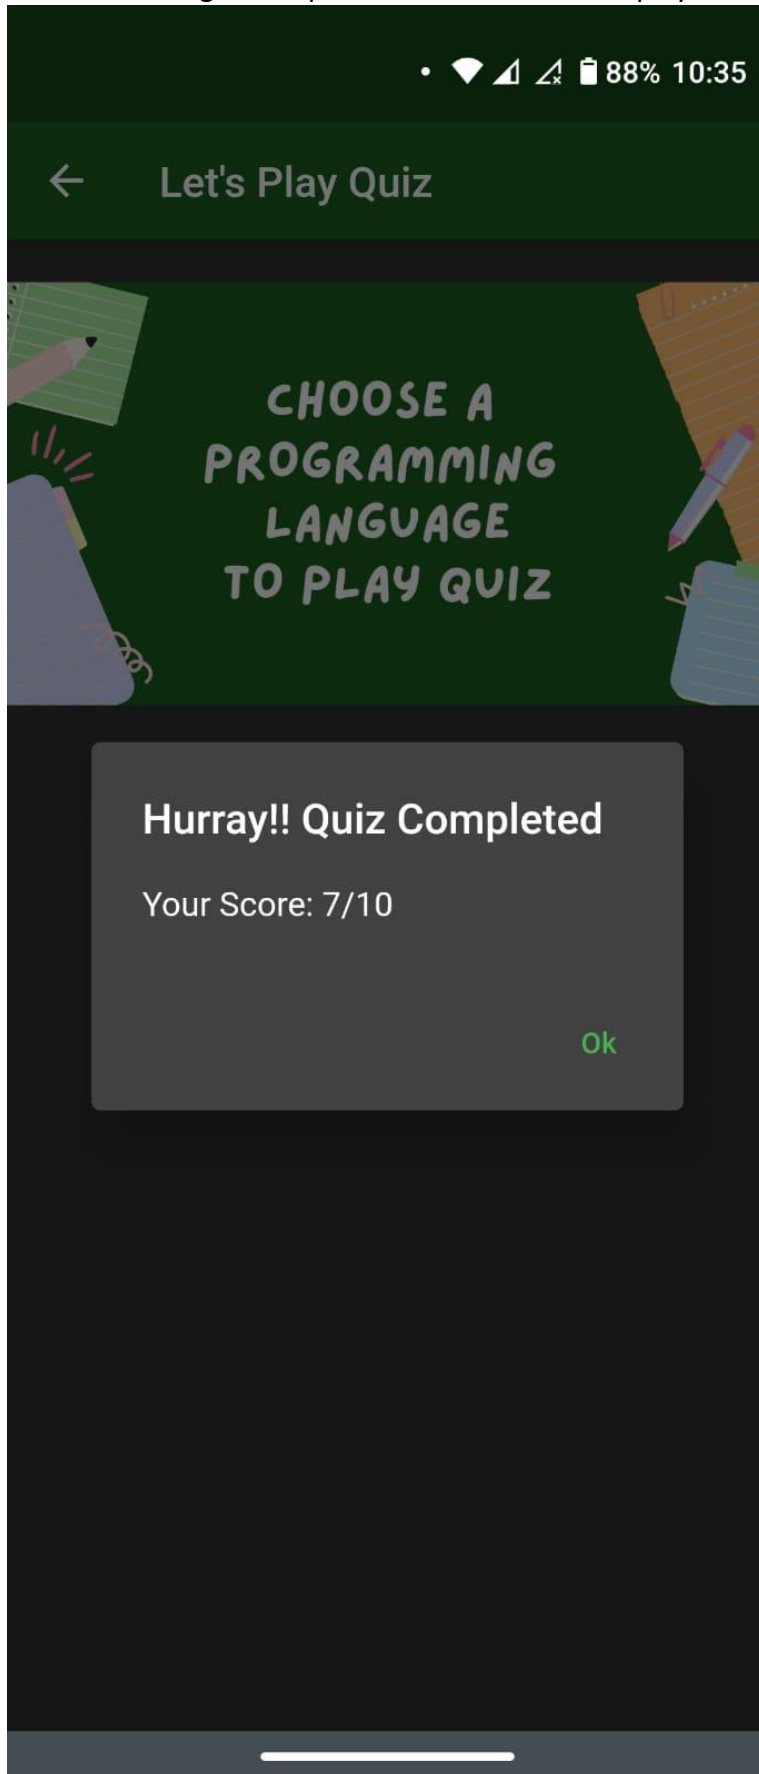 88% 10:35
Let's Play Quiz
CHOOSE A
PROGRAMMING
LANGUAGE
TO PLAY QUIZ
Hurray!! Quiz Completed
Your Score: 7/10
Ok